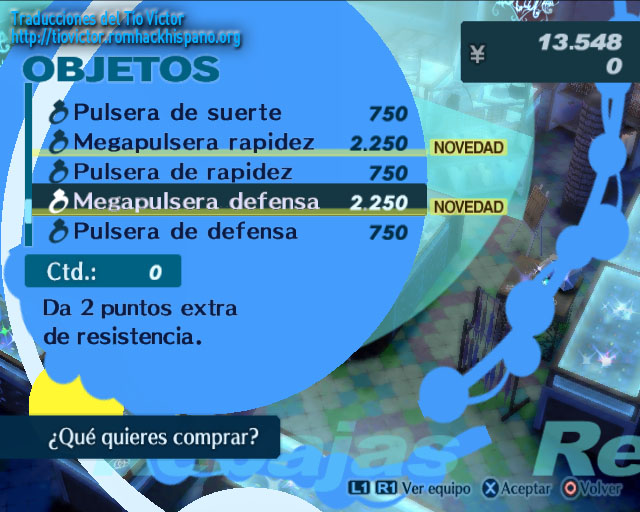 Traducciones del Tío Víctor
http://tiovictor.romhackhispano.org
OBJETOS
¥ 13.548
0
Pulsera de suerte 750
Megapulsera rapidez 2.250 NOVEDAD
Pulsera de rapidez 750
Megapulsera defensa 2.250 NOVEDAD
Pulsera de defensa 750
Ctd.: 0
Da 2 puntos extra
de resistencia.
¿Qué quieres comprar?
Rebajas Re
L1 R1 Ver equipo X Aceptar O Volver